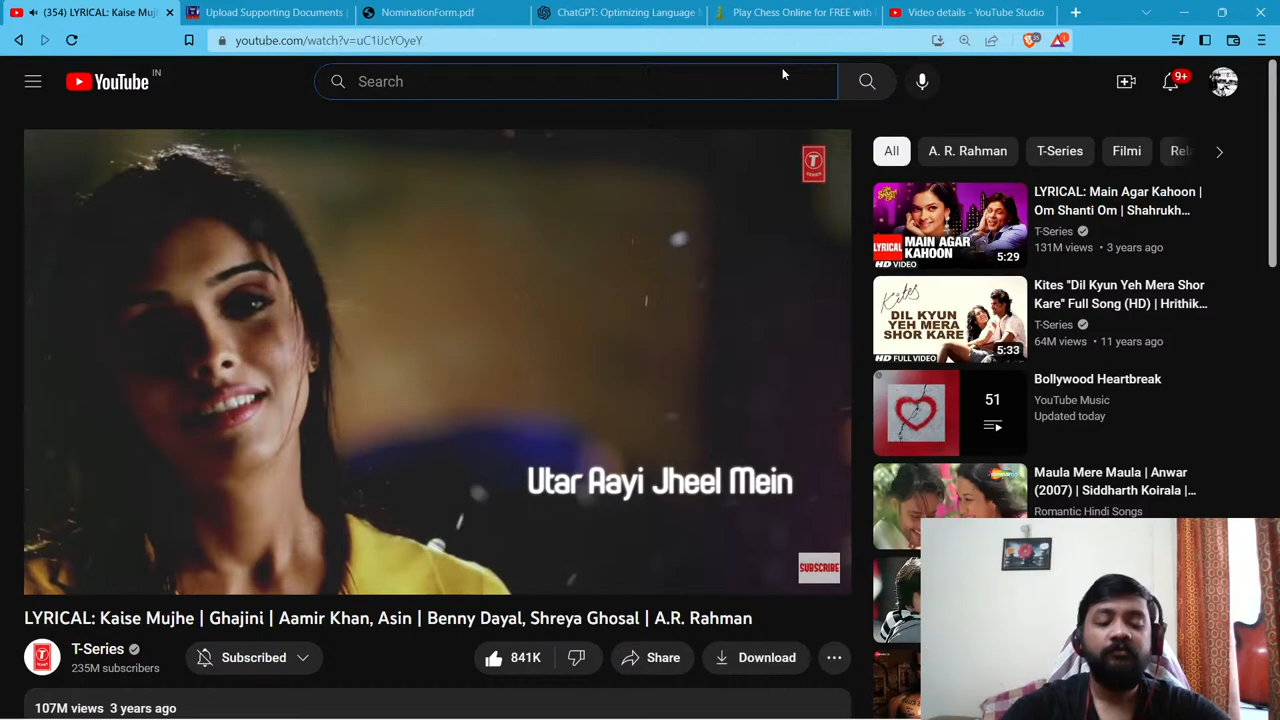 (354) LYRICAL: Kaise Muj
Upload Supporting Documents
NominationForm.pdf
ChatGPT: Optimizing Language
Play Chess Online for FREE with
Video details - YouTube Studio
youtube.com/watch?v=uC1iJcYOyeY
35
1
YouTube IN
Search
9+
T
SERIES
Utar Aayi Jheel Mein
SUBSCRIBE
LYRICAL: Kaise Mujhe | Ghajini | Aamir Khan, Asin | Benny Dayal, Shreya Ghosal | A.R. Rahman
T-Series
235M subscribers
Subscribed
841K
Share
Download
107M views 3 years ago
All
A. R. Rahman
T-Series
Filmi
Rel
LYRICAL
MAIN AGAR
KAHOON
HD VIDEO
5:29
LYRICAL: Main Agar Kahoon |
Om Shanti Om | Shahrukh...
T-Series
131M views • 3 years ago
Kites
DIL KYUN
YEH MERA
SHOR KARE
HD FULL VIDEO
5:33
Kites "Dil Kyun Yeh Mera Shor
Kare" Full Song (HD) | Hrithik...
T-Series
64M views • 11 years ago
51
Bollywood Heartbreak
YouTube Music
Updated today
Maula Mere Maula | Anwar
(2007) | Siddharth Koirala |...
Romantic Hindi Songs